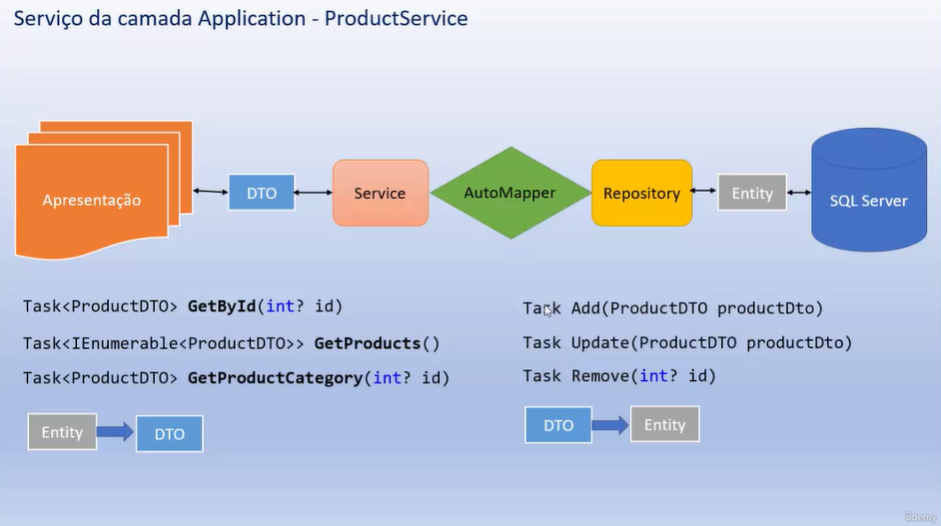 Serviço da camada Application - ProductService
Apresentação
DTO
Service
AutoMapper
Repository
Entity
SQL Server
Task<ProductDTO> GetById(int? id)
Task<IEnumerable<ProductDTO>> GetProducts()
Task<ProductDTO> GetProductCategory(int? id)
Entity
DTO
Task Add(ProductDTO productDto)
Task Update(ProductDTO productDto)
Task Remove(int? id)
DTO
Entity
Udemy